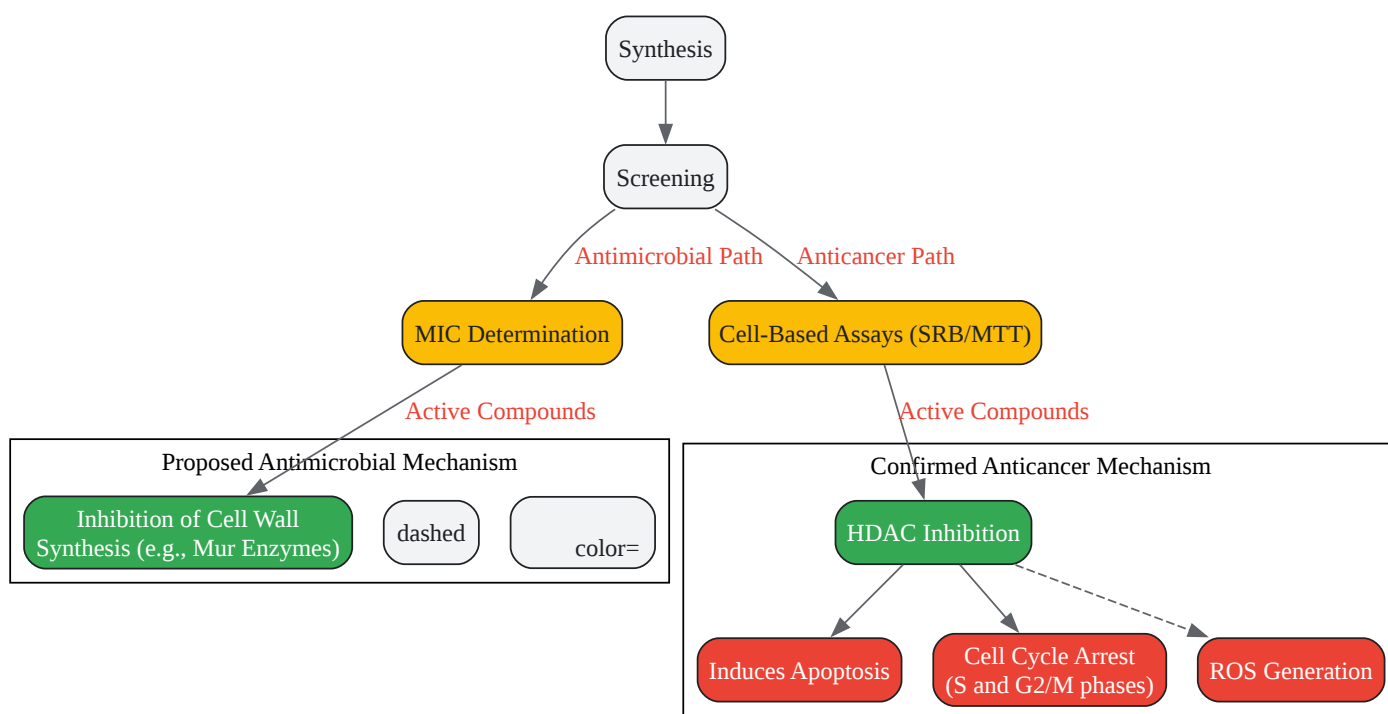 Synthesis
Screening
Antimicrobial Path
Anticancer Path
MIC Determination
Cell-Based Assays (SRB/MTT)
Active Compounds
Active Compounds
Proposed Antimicrobial Mechanism
Inhibition of Cell Wall
Synthesis (e.g., Mur Enzymes)
dashed
color=
Confirmed Anticancer Mechanism
HDAC Inhibition
Induces Apoptosis
Cell Cycle Arrest
(S and G2/M phases)
ROS Generation